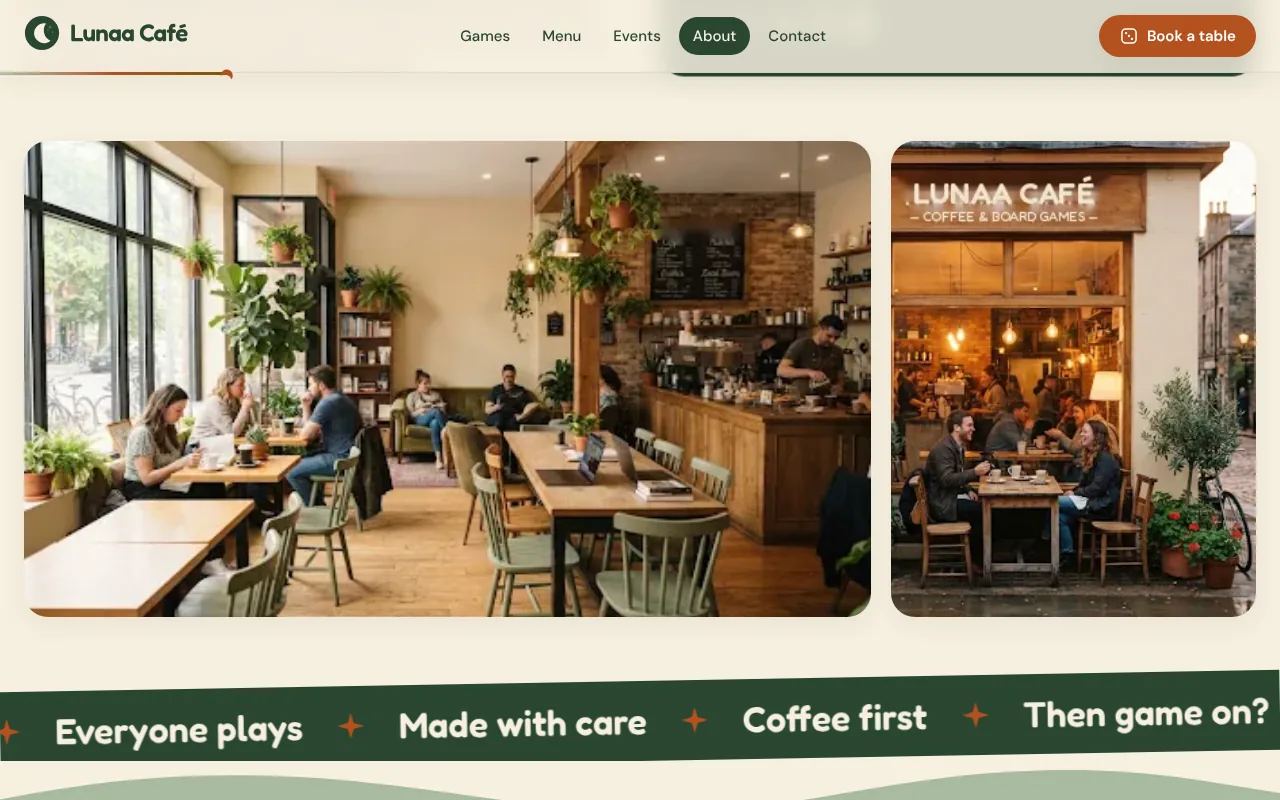 Lunaa Café
Games
Menu
Events
About
Contact
Book a table
LUNAA CAFÉ
– COFFEE & BOARD GAMES –
Everyone plays
Made with care
Coffee first
Then game on?